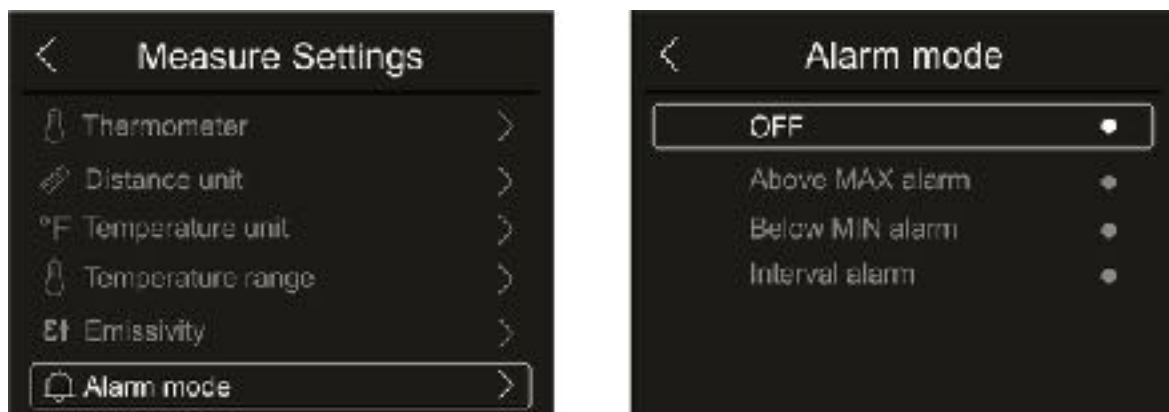 Measure Settings
Thermometer
Distance unit
°F Temperature unit
Temperature range
Emissivity
Alarm mode
Alarm mode
OFF
Above MAX alarm
Below MIN alarm
Interval alarm